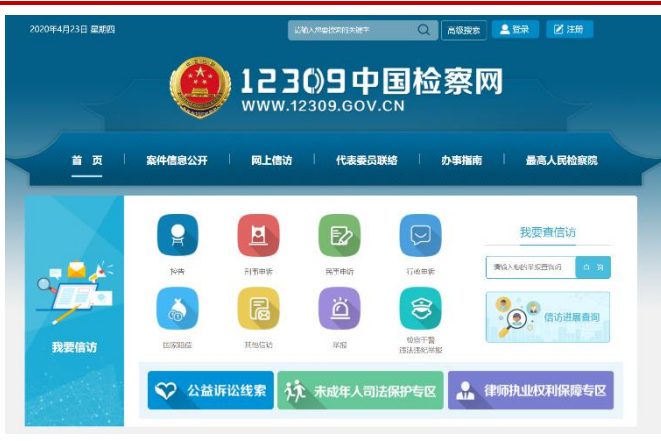 2020年4月23日 星期四
高级搜索
登录
注册
12309中国检察网
WWW.12309.GOV.CN
首 页
案件信息公开
网上信访
代表委员联络
办事指南
最高人民检察院
我要信访
控告
刑事申诉
民事申诉
行政申诉
国家赔偿
其他信访
举报
检察干警
违法违纪举报
我要查信访
查 询
信访进展查询
公益诉讼线索
未成年人司法保护专区
律师执业权利保障专区